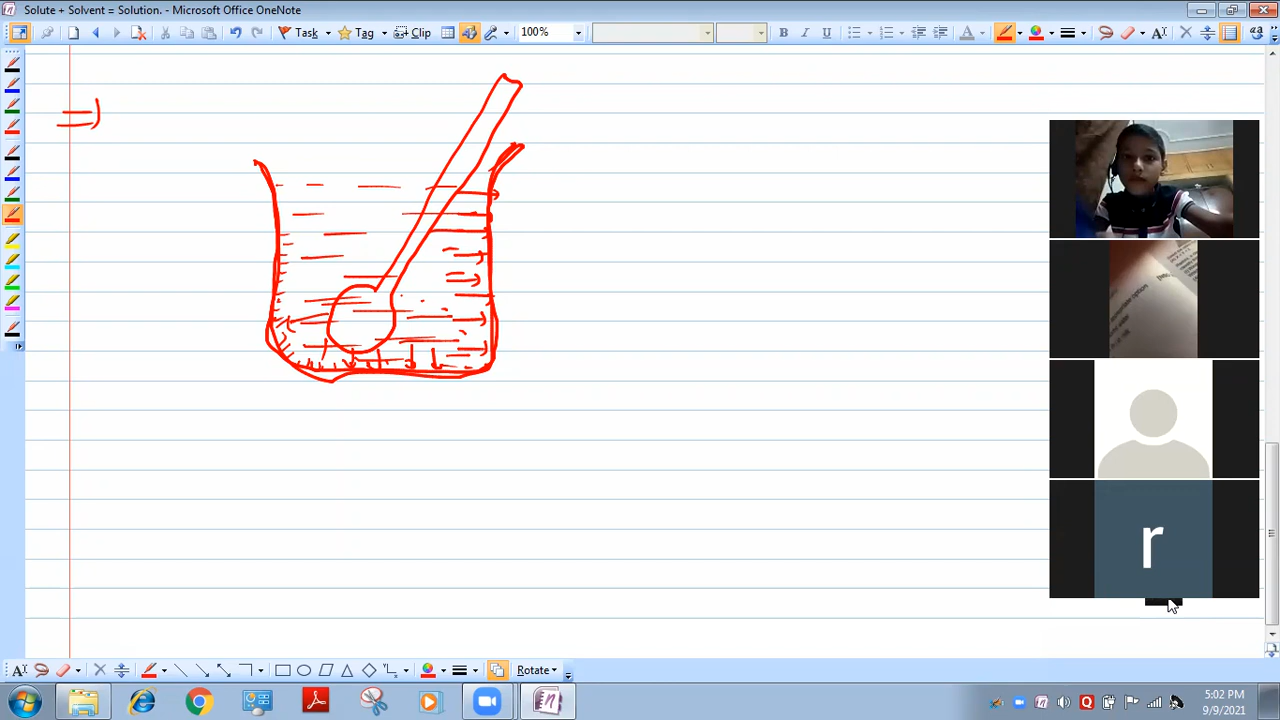 Solute + Solvent = Solution. - Microsoft Office OneNote
Task
Tag
Clip
100%
B I U
A
r
Rotate
5:02 PM
9/9/2021